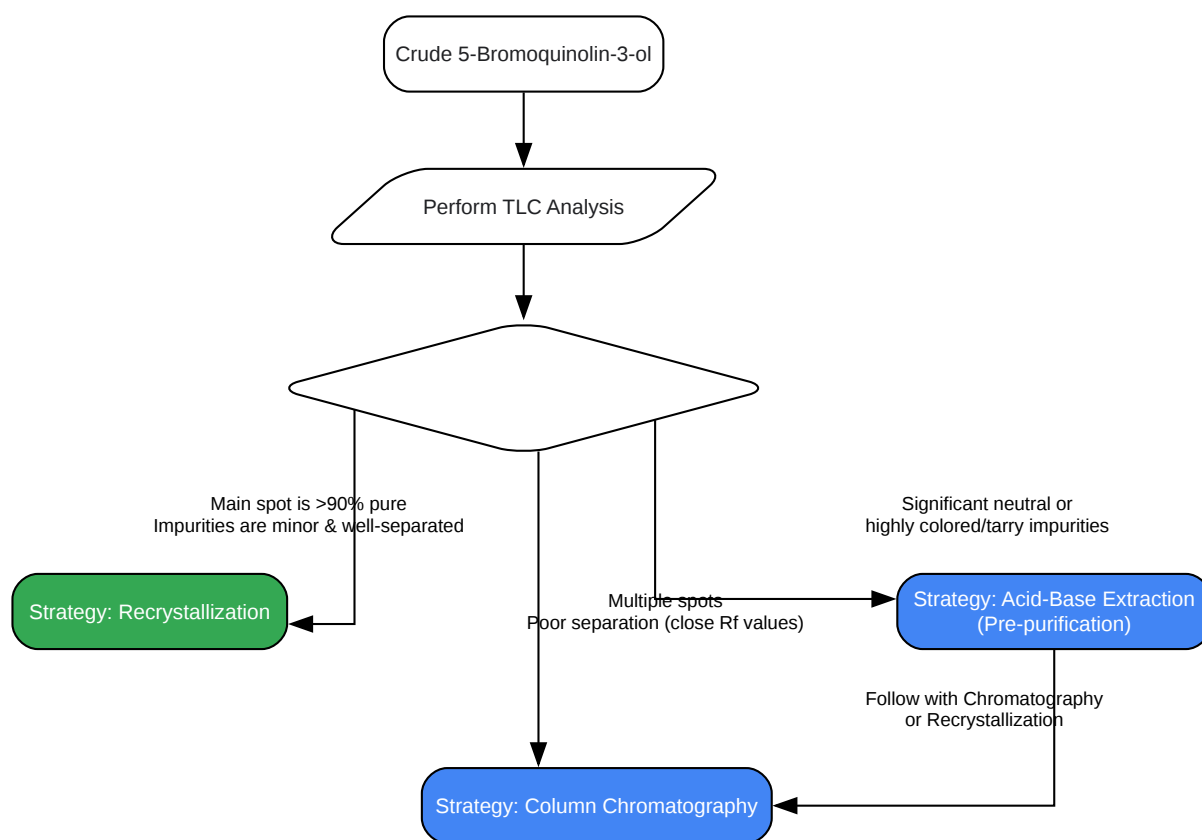 Crude 5-Bromoquinolin-3-ol
Perform TLC Analysis
Main spot is >90% pure
Impurities are minor & well-separated
Significant neutral or
highly colored/tarry impurities
Strategy: Recrystallization
Multiple spots
Poor separation (close Rf values)
Strategy: Acid-Base Extraction
(Pre-purification)
Follow with Chromatography
or Recrystallization
Strategy: Column Chromatography